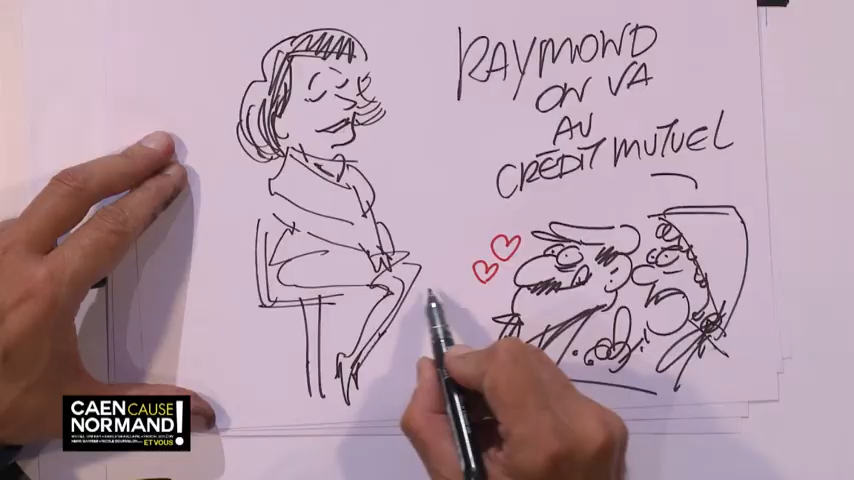 RAYMOND
ON VA
AU
CRÉDIT MUTUEL
CAEN CAUSE
NORMAND!
ET VOUS